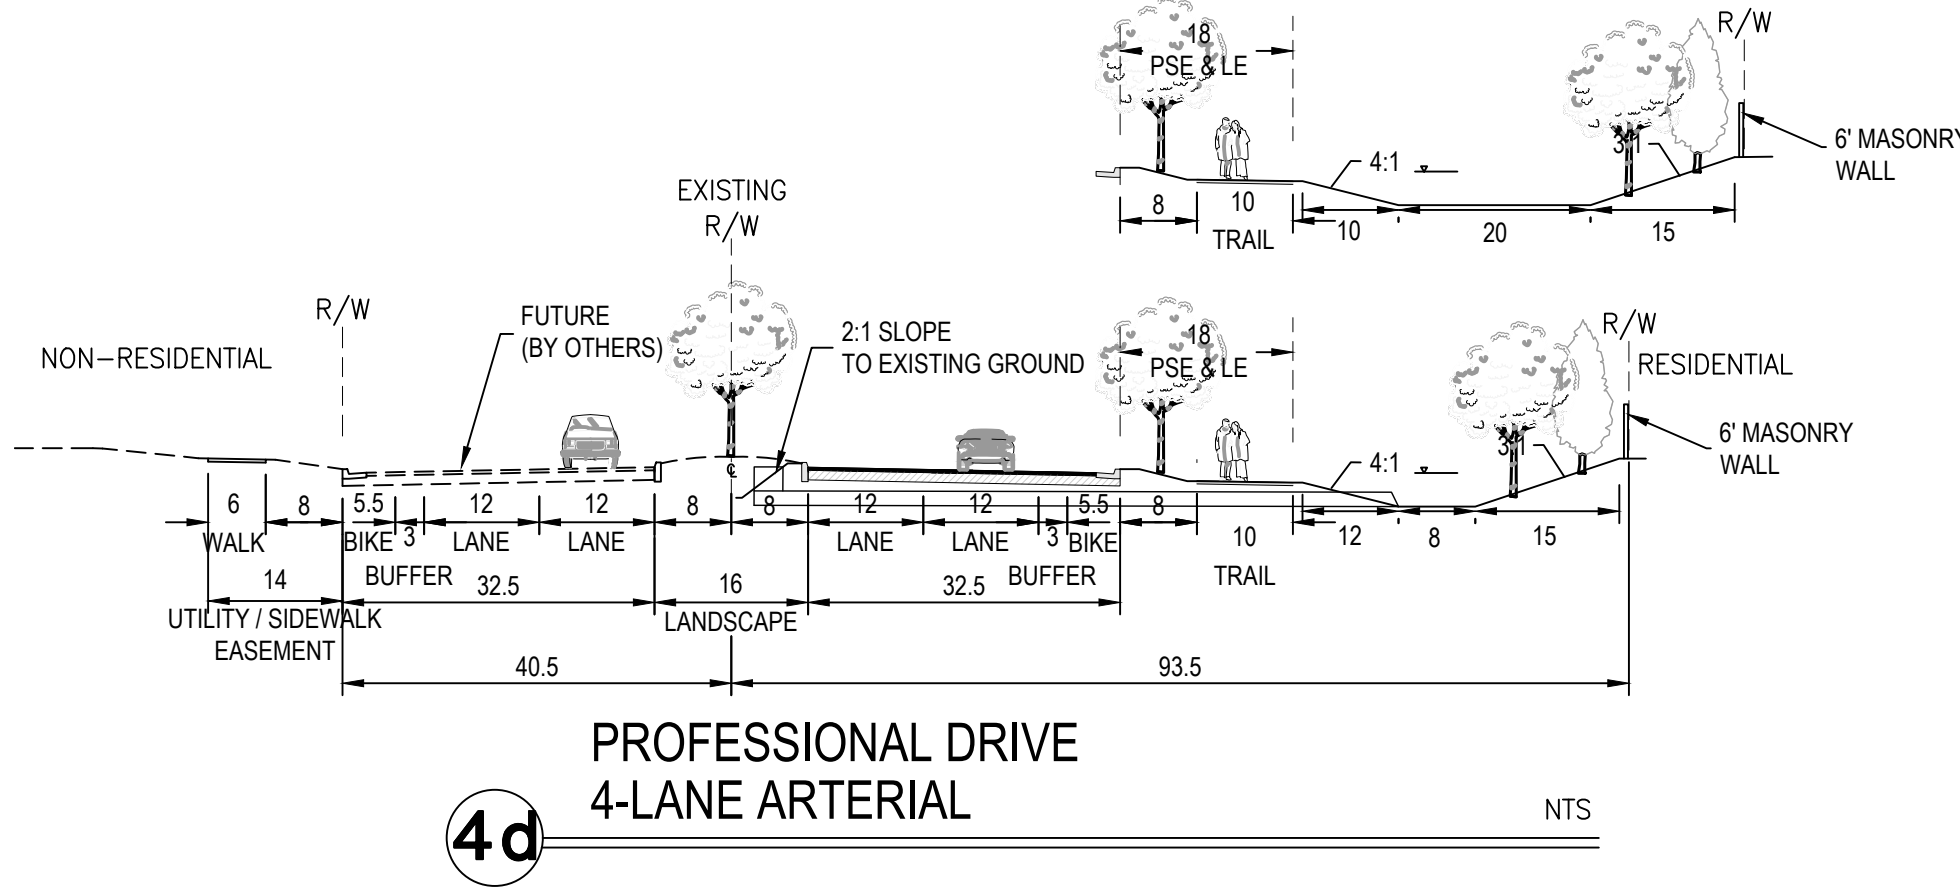 R/W
18
PSE & LE
3:1
6' MASONRY
WALL
4:1
8
10
TRAIL
10
20
15
EXISTING
R/W
R/W
NON-RESIDENTIAL
FUTURE
(BY OTHERS)
2:1 SLOPE
TO EXISTING GROUND
18
PSE & LE
R/W
RESIDENTIAL
3:1
6' MASONRY
WALL
4:1
℄
6 8 5.5 3 12 12 8 8 12 12 3 5.5 8 10 12 8 15
WALK BIKE LANE LANE LANE LANE BIKE TRAIL
BUFFER BUFFER
14 32.5 16 32.5
UTILITY / SIDEWALK
EASEMENT
LANDSCAPE
40.5 93.5
PROFESSIONAL DRIVE
4-LANE ARTERIAL
4d
NTS